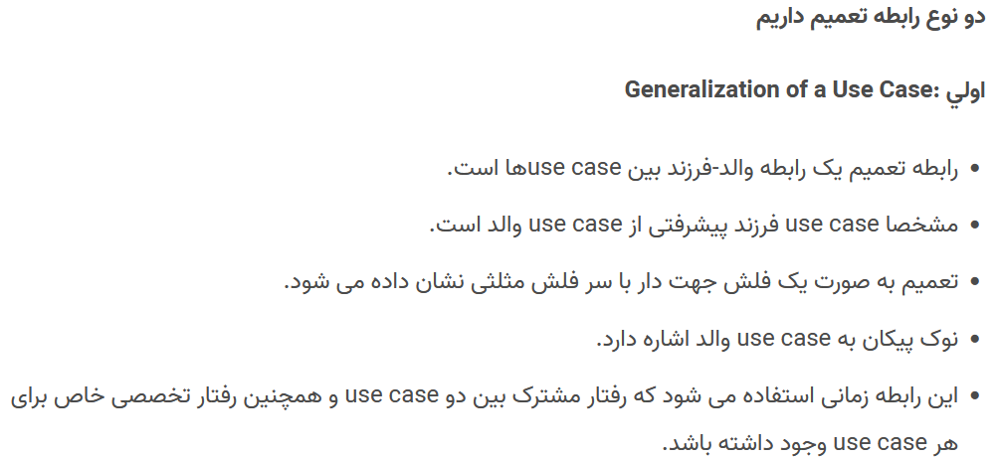 دو نوع رابطه تعمیم داریم
اولي :Generalization of a Use Case
• رابطه تعمیم یک رابطه والد-فرزند بین use caseها است.
• مشخصا use case فرزند پیشرفتی از use case والد است.
• تعمیم به صورت یک فلش جهت دار با سر فلش مثلثی نشان داده می شود.
• نوک پیکان به use case والد اشاره دارد.
• این رابطه زمانی استفاده می شود که رفتار مشترک بین دو use case و همچنین رفتار تخصصی خاص برای
هر use case وجود داشته باشد.